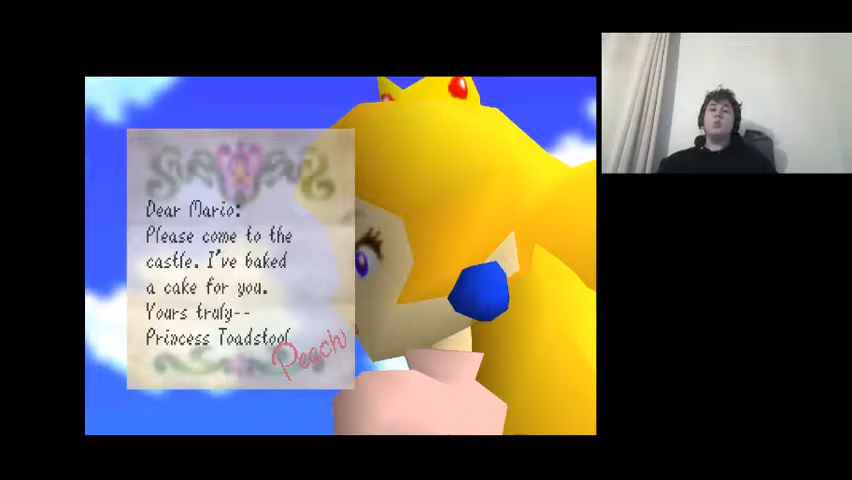 Dear Mario:
Please come to the
castle. I've baked
a cake for you.
Yours truly--
Princess Toadstool
Peach